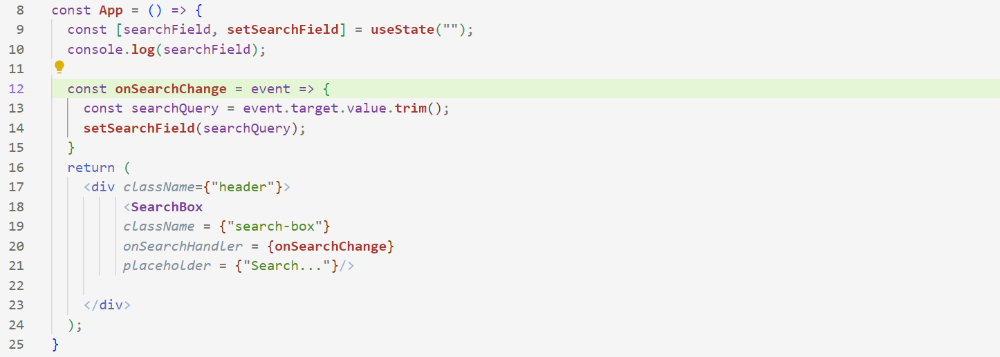 8 const App = () => {
9 const [searchField, setSearchField] = useState("");
10 console.log(searchField);
11
12 const onSearchChange = event => {
13 const searchQuery = event.target.value.trim();
14 setSearchField(searchQuery);
15 }
16 return (
17 <div className={"header"}>
18 <SearchBox
19 className = {"search-box"}
20 onSearchHandler = {onSearchChange}
21 placeholder = {"Search..."}/>
22
23 </div>
24 );
25 }